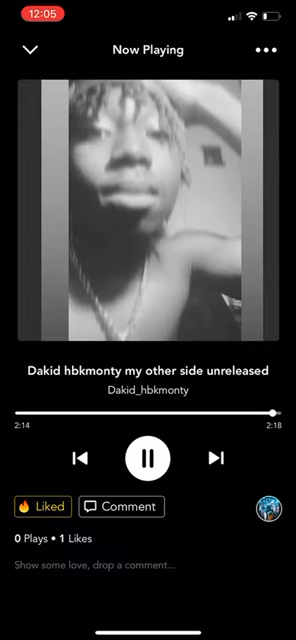 12:05
Now Playing
Dakid hbkmonty my other side unreleased
Dakid_hbkmonty
2:14 2:18
Liked Comment
0 Plays • 1 Likes
Show some love, drop a comment...